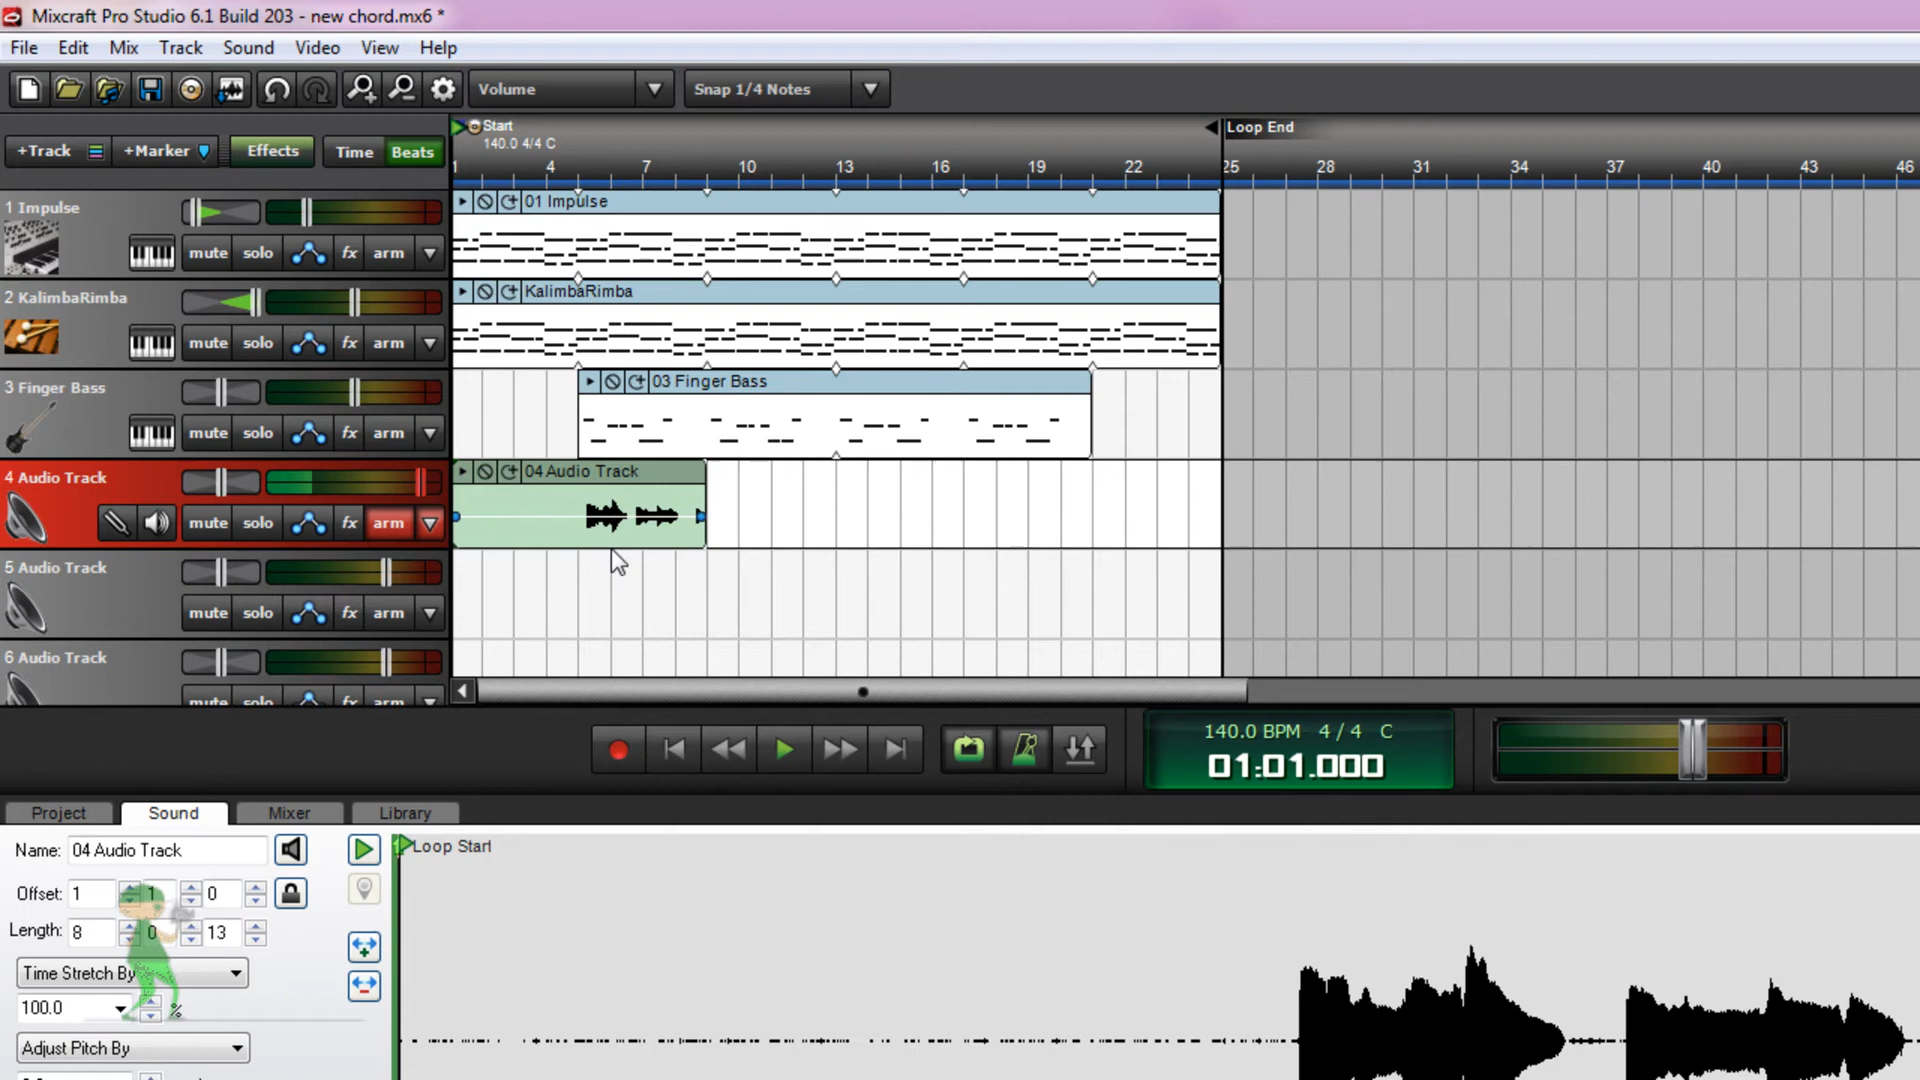 Mixcraft Pro Studio 6.1 Build 203 - new chord.mx6 *
File Edit Mix Track Sound Video View Help
Volume Snap 1/4 Notes
+Track +Marker Effects Time Beats
Start Loop End
140.0 4/4 C
1 4 7 10 13 16 19 22 25 28 31 34 37 40 43 46
1 Impulse 01 Impulse
mute solo fx arm
2 KalimbaRimba KalimbaRimba
mute solo fx arm
3 Finger Bass 03 Finger Bass
mute solo fx arm
4 Audio Track 04 Audio Track
mute solo fx arm
5 Audio Track
mute solo fx arm
6 Audio Track
mute solo fx arm
140.0 BPM 4 / 4 C
01:01.000
Project Sound Mixer Library
Name: 04 Audio Track Loop Start
Offset: 1 1 0
Length: 8 0 13
Time Stretch By
100.0 %
Adjust Pitch By